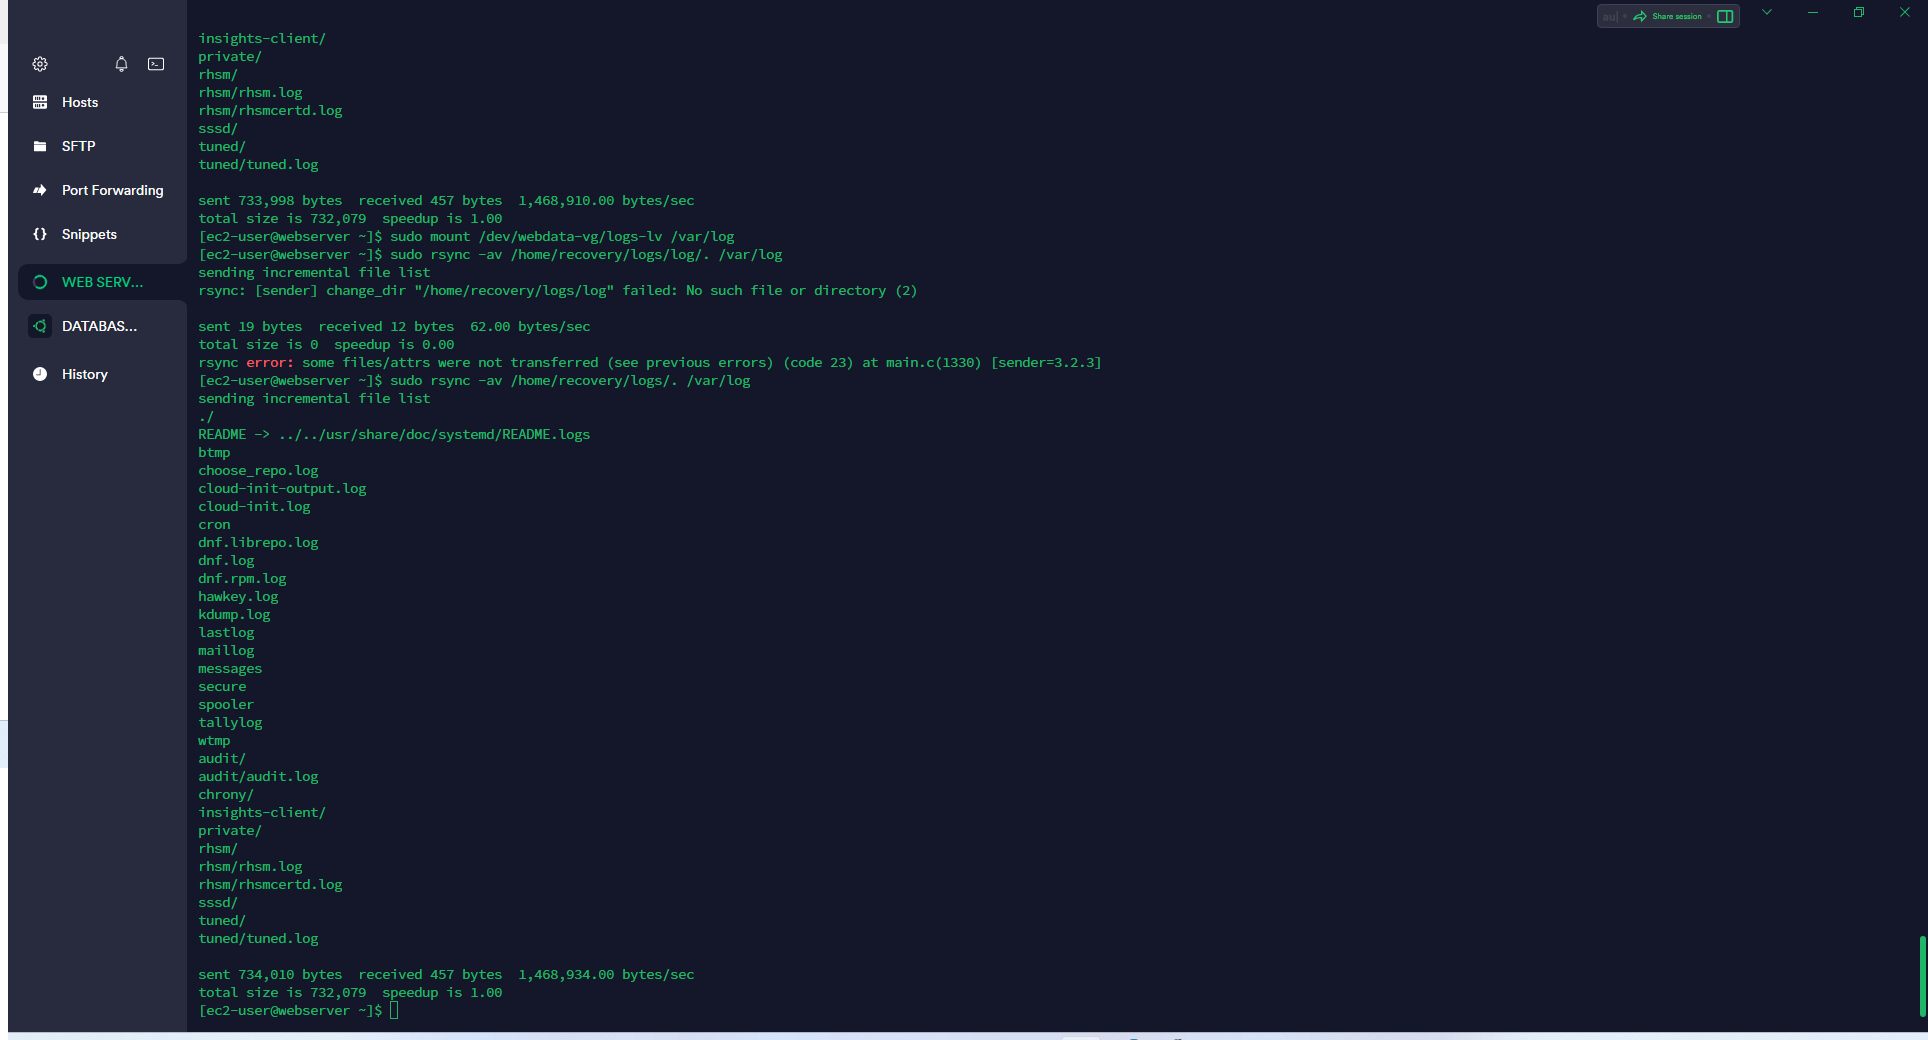 au|
Share session
Hosts
SFTP
Port Forwarding
Snippets
WEB SERV...
DATABAS...
History
insights-client/
private/
rhsm/
rhsm/rhsm.log
rhsm/rhsmcertd.log
sssd/
tuned/
tuned/tuned.log
sent 733,998 bytes  received 457 bytes  1,468,910.00 bytes/sec
total size is 732,079  speedup is 1.00
[ec2-user@webserver ~]$ sudo mount /dev/webdata-vg/logs-lv /var/log
[ec2-user@webserver ~]$ sudo rsync -av /home/recovery/logs/log/. /var/log
sending incremental file list
rsync: [sender] change_dir "/home/recovery/logs/log" failed: No such file or directory (2)
sent 19 bytes  received 12 bytes  62.00 bytes/sec
total size is 0  speedup is 0.00
rsync error: some files/attrs were not transferred (see previous errors) (code 23) at main.c(1330) [sender=3.2.3]
[ec2-user@webserver ~]$ sudo rsync -av /home/recovery/logs/. /var/log
sending incremental file list
./
README -> ../../usr/share/doc/systemd/README.logs
btmp
choose_repo.log
cloud-init-output.log
cloud-init.log
cron
dnf.librepo.log
dnf.log
dnf.rpm.log
hawkey.log
kdump.log
lastlog
maillog
messages
secure
spooler
tallylog
wtmp
audit/
audit/audit.log
chrony/
insights-client/
private/
rhsm/
rhsm/rhsm.log
rhsm/rhsmcertd.log
sssd/
tuned/
tuned/tuned.log
sent 734,010 bytes  received 457 bytes  1,468,934.00 bytes/sec
total size is 732,079  speedup is 1.00
[ec2-user@webserver ~]$